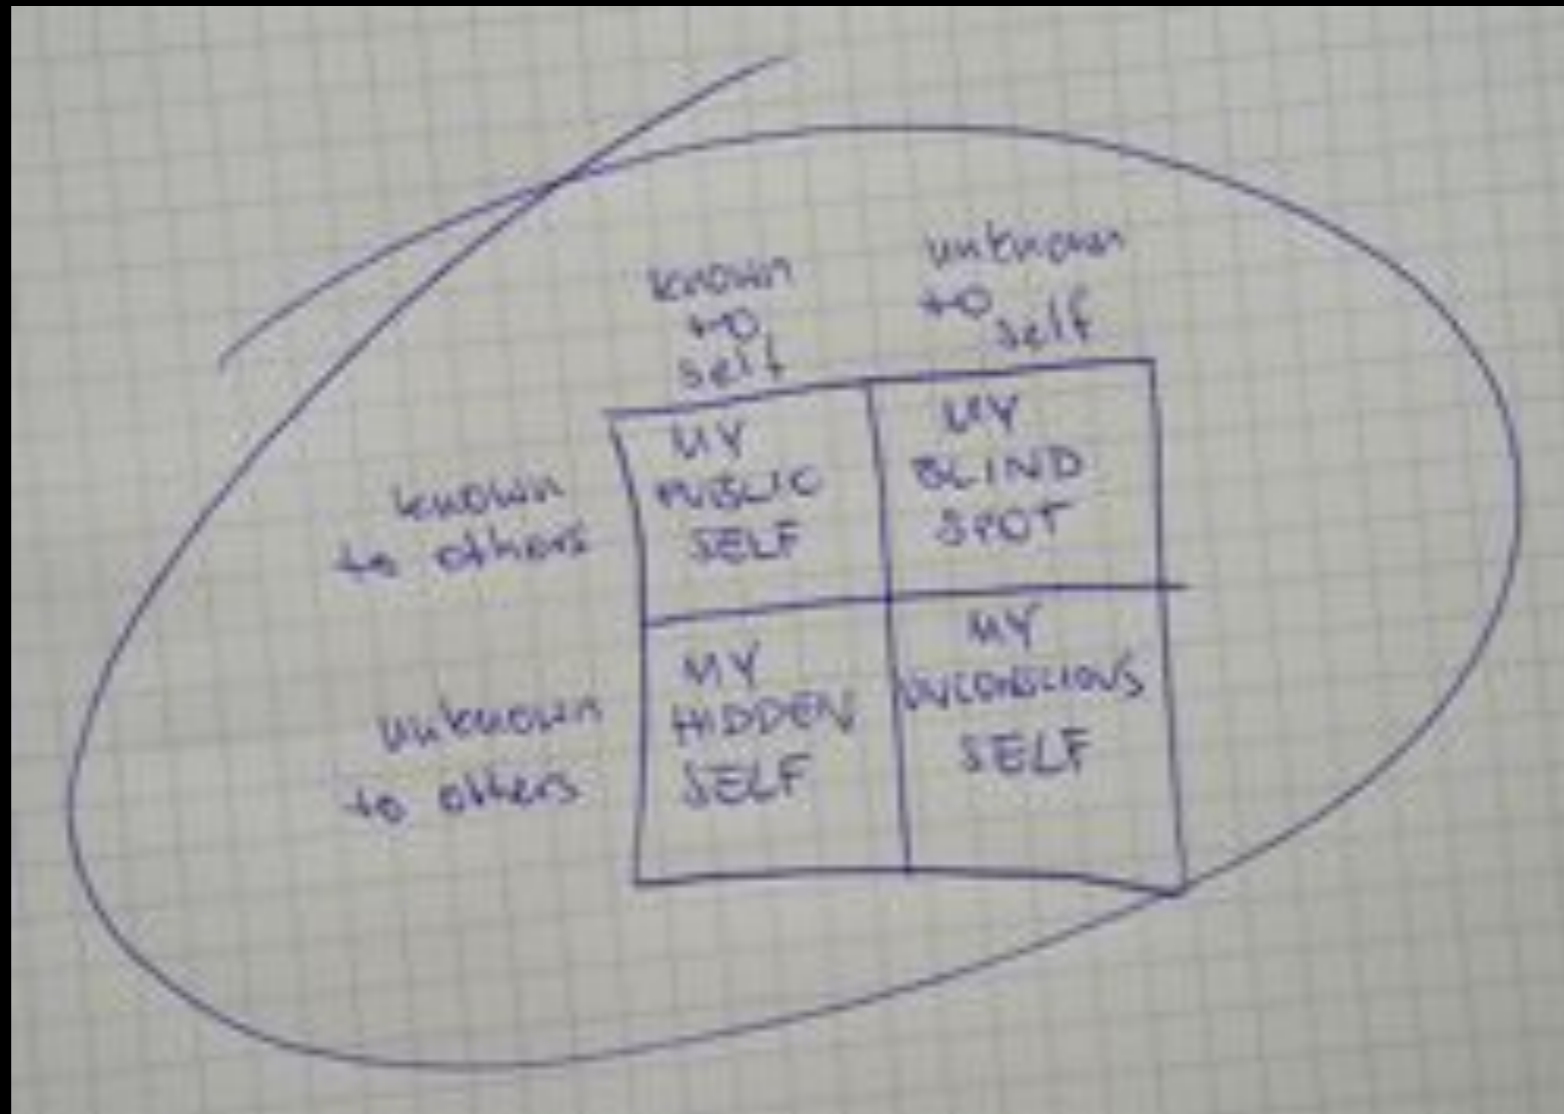 known
to
self
unknown
to
self
known
to others
MY
PUBLIC
SELF
MY
BLIND
SPOT
unknown
to others
MY
HIDDEN
SELF
MY
UNCONSCIOUS
SELF